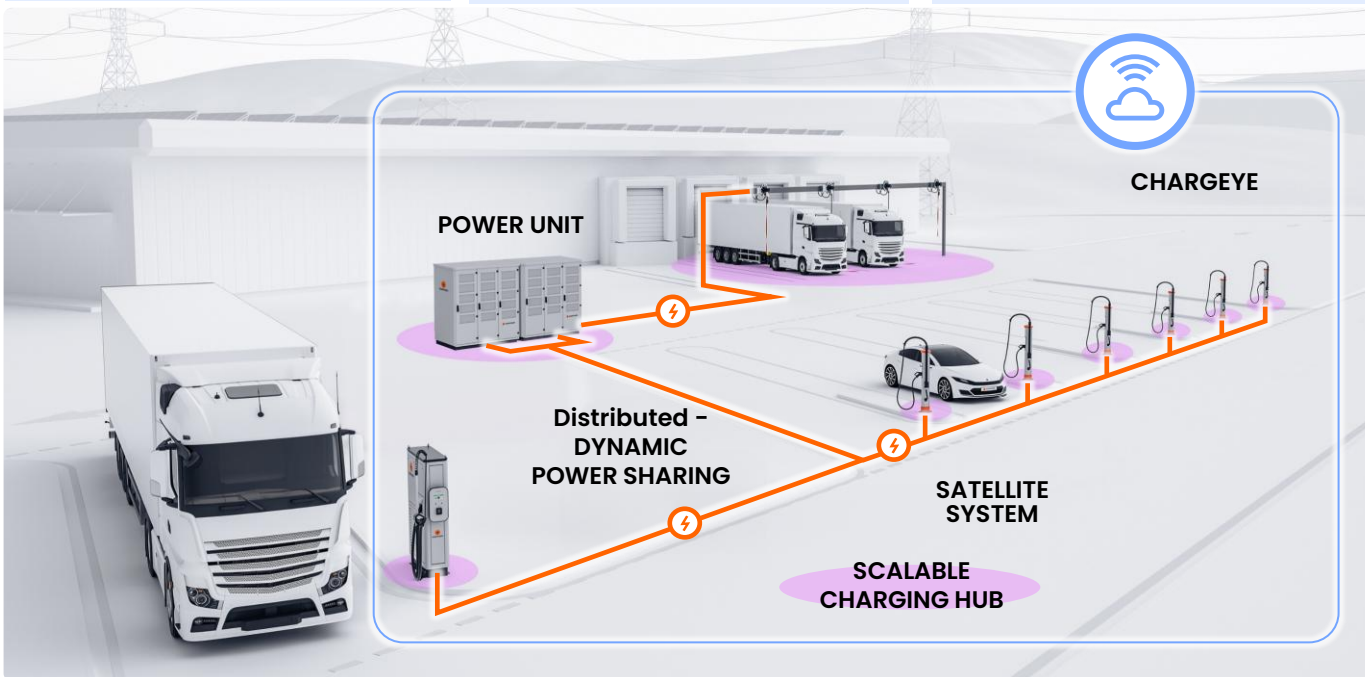 CHARGEYE
POWER UNIT
Distributed -
DYNAMIC
POWER SHARING
SATELLITE
SYSTEM
SCALABLE
CHARGING HUB